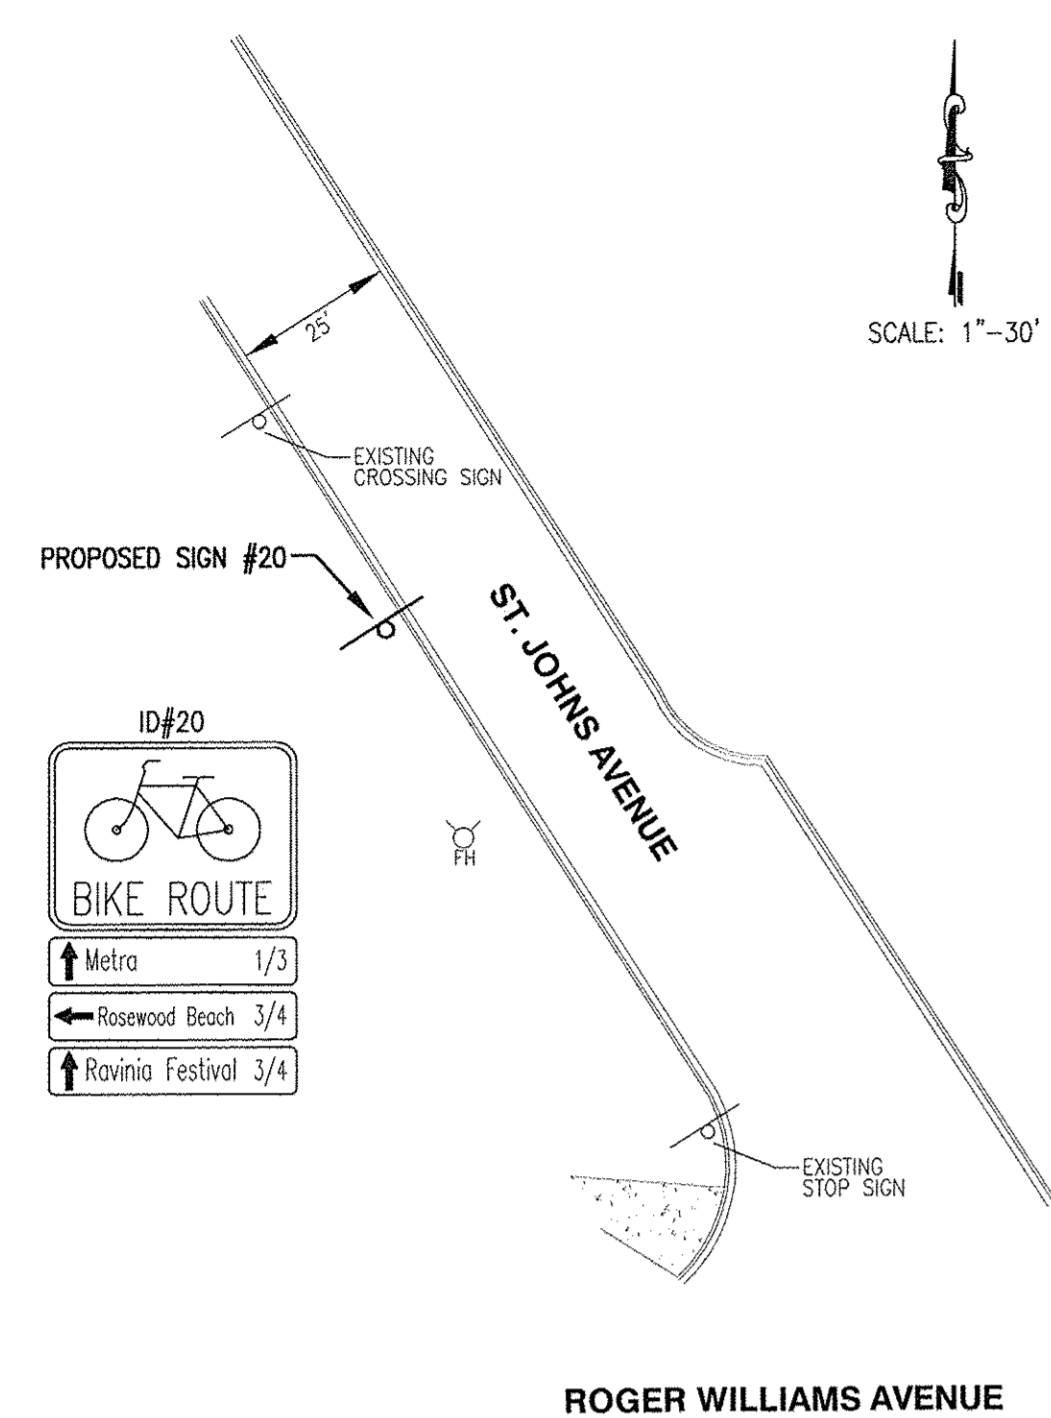 25'
SCALE: 1"-30'
EXISTING
CROSSING SIGN
PROPOSED SIGN #20
ST. JOHNS AVENUE
ID#20
BIKE ROUTE
Metra 1/3
Rosewood Beach 3/4
Ravinia Festival 3/4
FH
EXISTING
STOP SIGN
ROGER WILLIAMS AVENUE